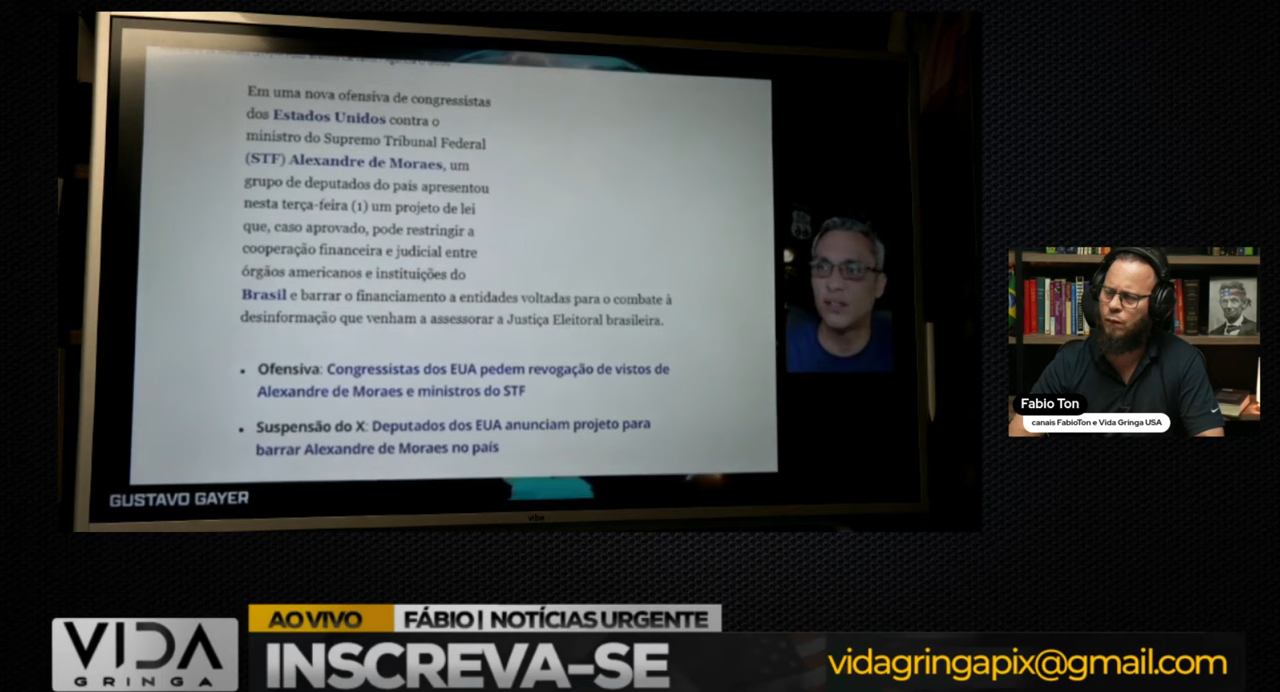 Em uma nova ofensiva de congressistas
dos Estados Unidos contra o
ministro do Supremo Tribunal Federal
(STF) Alexandre de Moraes, um
grupo de deputados do país apresentou
nesta terça-feira (1) um projeto de lei
que, caso aprovado, pode restringir a
cooperação financeira e judicial entre
órgãos americanos e instituições do
Brasil e barrar o financiamento a entidades voltadas para o combate à
desinformação que venham a assessorar a Justiça Eleitoral brasileira.
• Ofensiva: Congressistas dos EUA pedem revogação de vistos de
Alexandre de Moraes e ministros do STF
• Suspensão do X: Deputados dos EUA anunciam projeto para
barrar Alexandre de Moraes no país
GUSTAVO GAYER
vibe
Fabio Ton
canais FabioTon e Vida Gringa USA
AO VIVO FÁBIO | NOTÍCIAS URGENTE
VIDA
GRINGA
INSCREVA-SE
vidagringapix@gmail.com